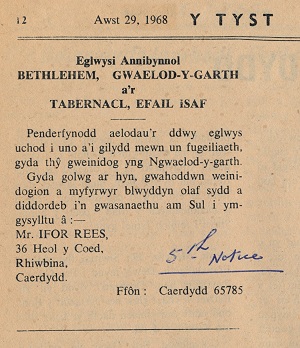 12 Awst 29, 1968 Y TYST
Eglwysi Annibynnol
BETHLEHEM, GWAELOD-Y-GARTH
a'r
TABERNACL, EFAIL iSAF
Penderfynodd aelodau'r ddwy eglwys
uchod i uno a'i gilydd mewn un fugeiliaeth,
gyda thŷ gweinidog yng Ngwaelod-y-garth.
Gyda golwg ar hyn, gwahoddwn weini-
dogion a myfyrwyr blwyddyn olaf sydd a
diddordeb i'n gwasanaethu am Sul i ym-
gysylltu â :—
Mr. IFOR REES,
36 Heol y Coed,
Rhiwbina,
Caerdydd.
5th Notice
Ffôn : Caerdydd 65785